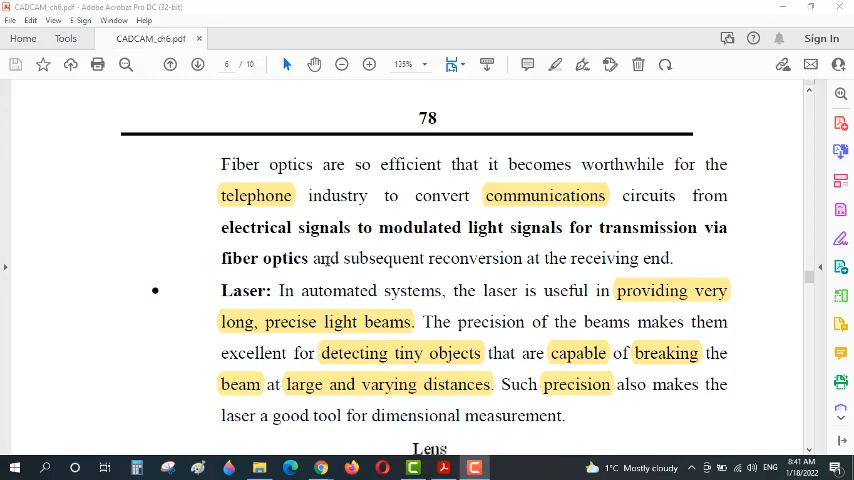 CADCAM_ch6.pdf - Adobe Acrobat Pro DC (32-bit)
File Edit View E-Sign Window Help
Home Tools CADCAM_ch6.pdf × Sign In
6 / 10 135%
78
Fiber optics are so efficient that it becomes worthwhile for the
telephone industry to convert communications circuits from
electrical signals to modulated light signals for transmission via
fiber optics and subsequent reconversion at the receiving end.
• Laser: In automated systems, the laser is useful in providing very
long, precise light beams. The precision of the beams makes them
excellent for detecting tiny objects that are capable of breaking the
beam at large and varying distances. Such precision also makes the
laser a good tool for dimensional measurement.
Lens
1°C Mostly cloudy ENG 8:41 AM
1/18/2022